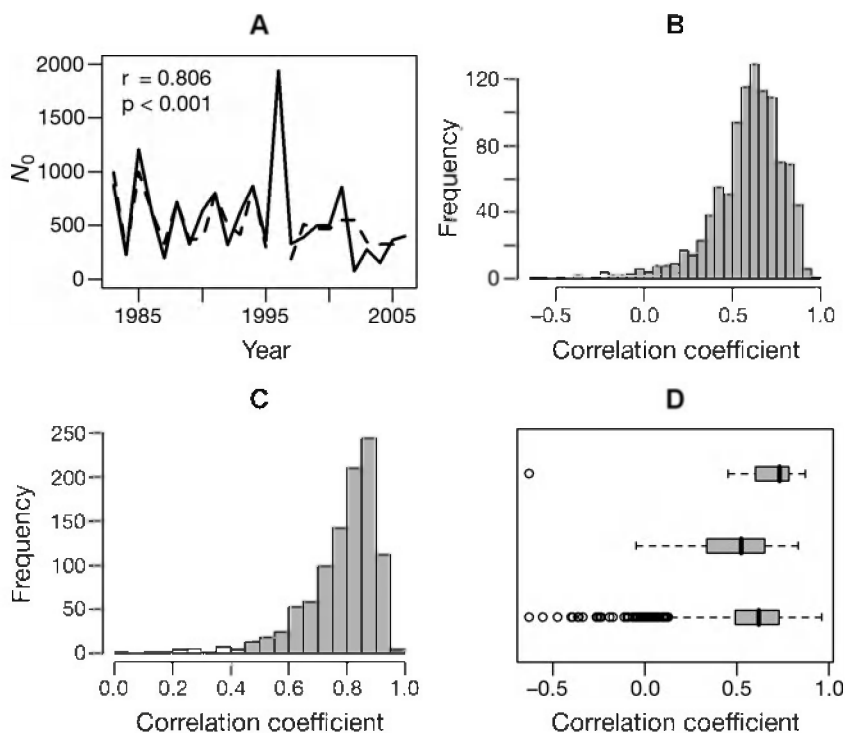 A
2000
1500
1000
500
0
N₀
r = 0.806
p < 0.001
1985
1995
2005
Year
B
120
80
40
0
Frequency
−0.5
0.0
0.5
1.0
Correlation coefficient
C
250
200
150
100
50
0
Frequency
0.0
0.2
0.4
0.6
0.8
1.0
Correlation coefficient
D
−0.5
0.0
0.5
1.0
Correlation coefficient